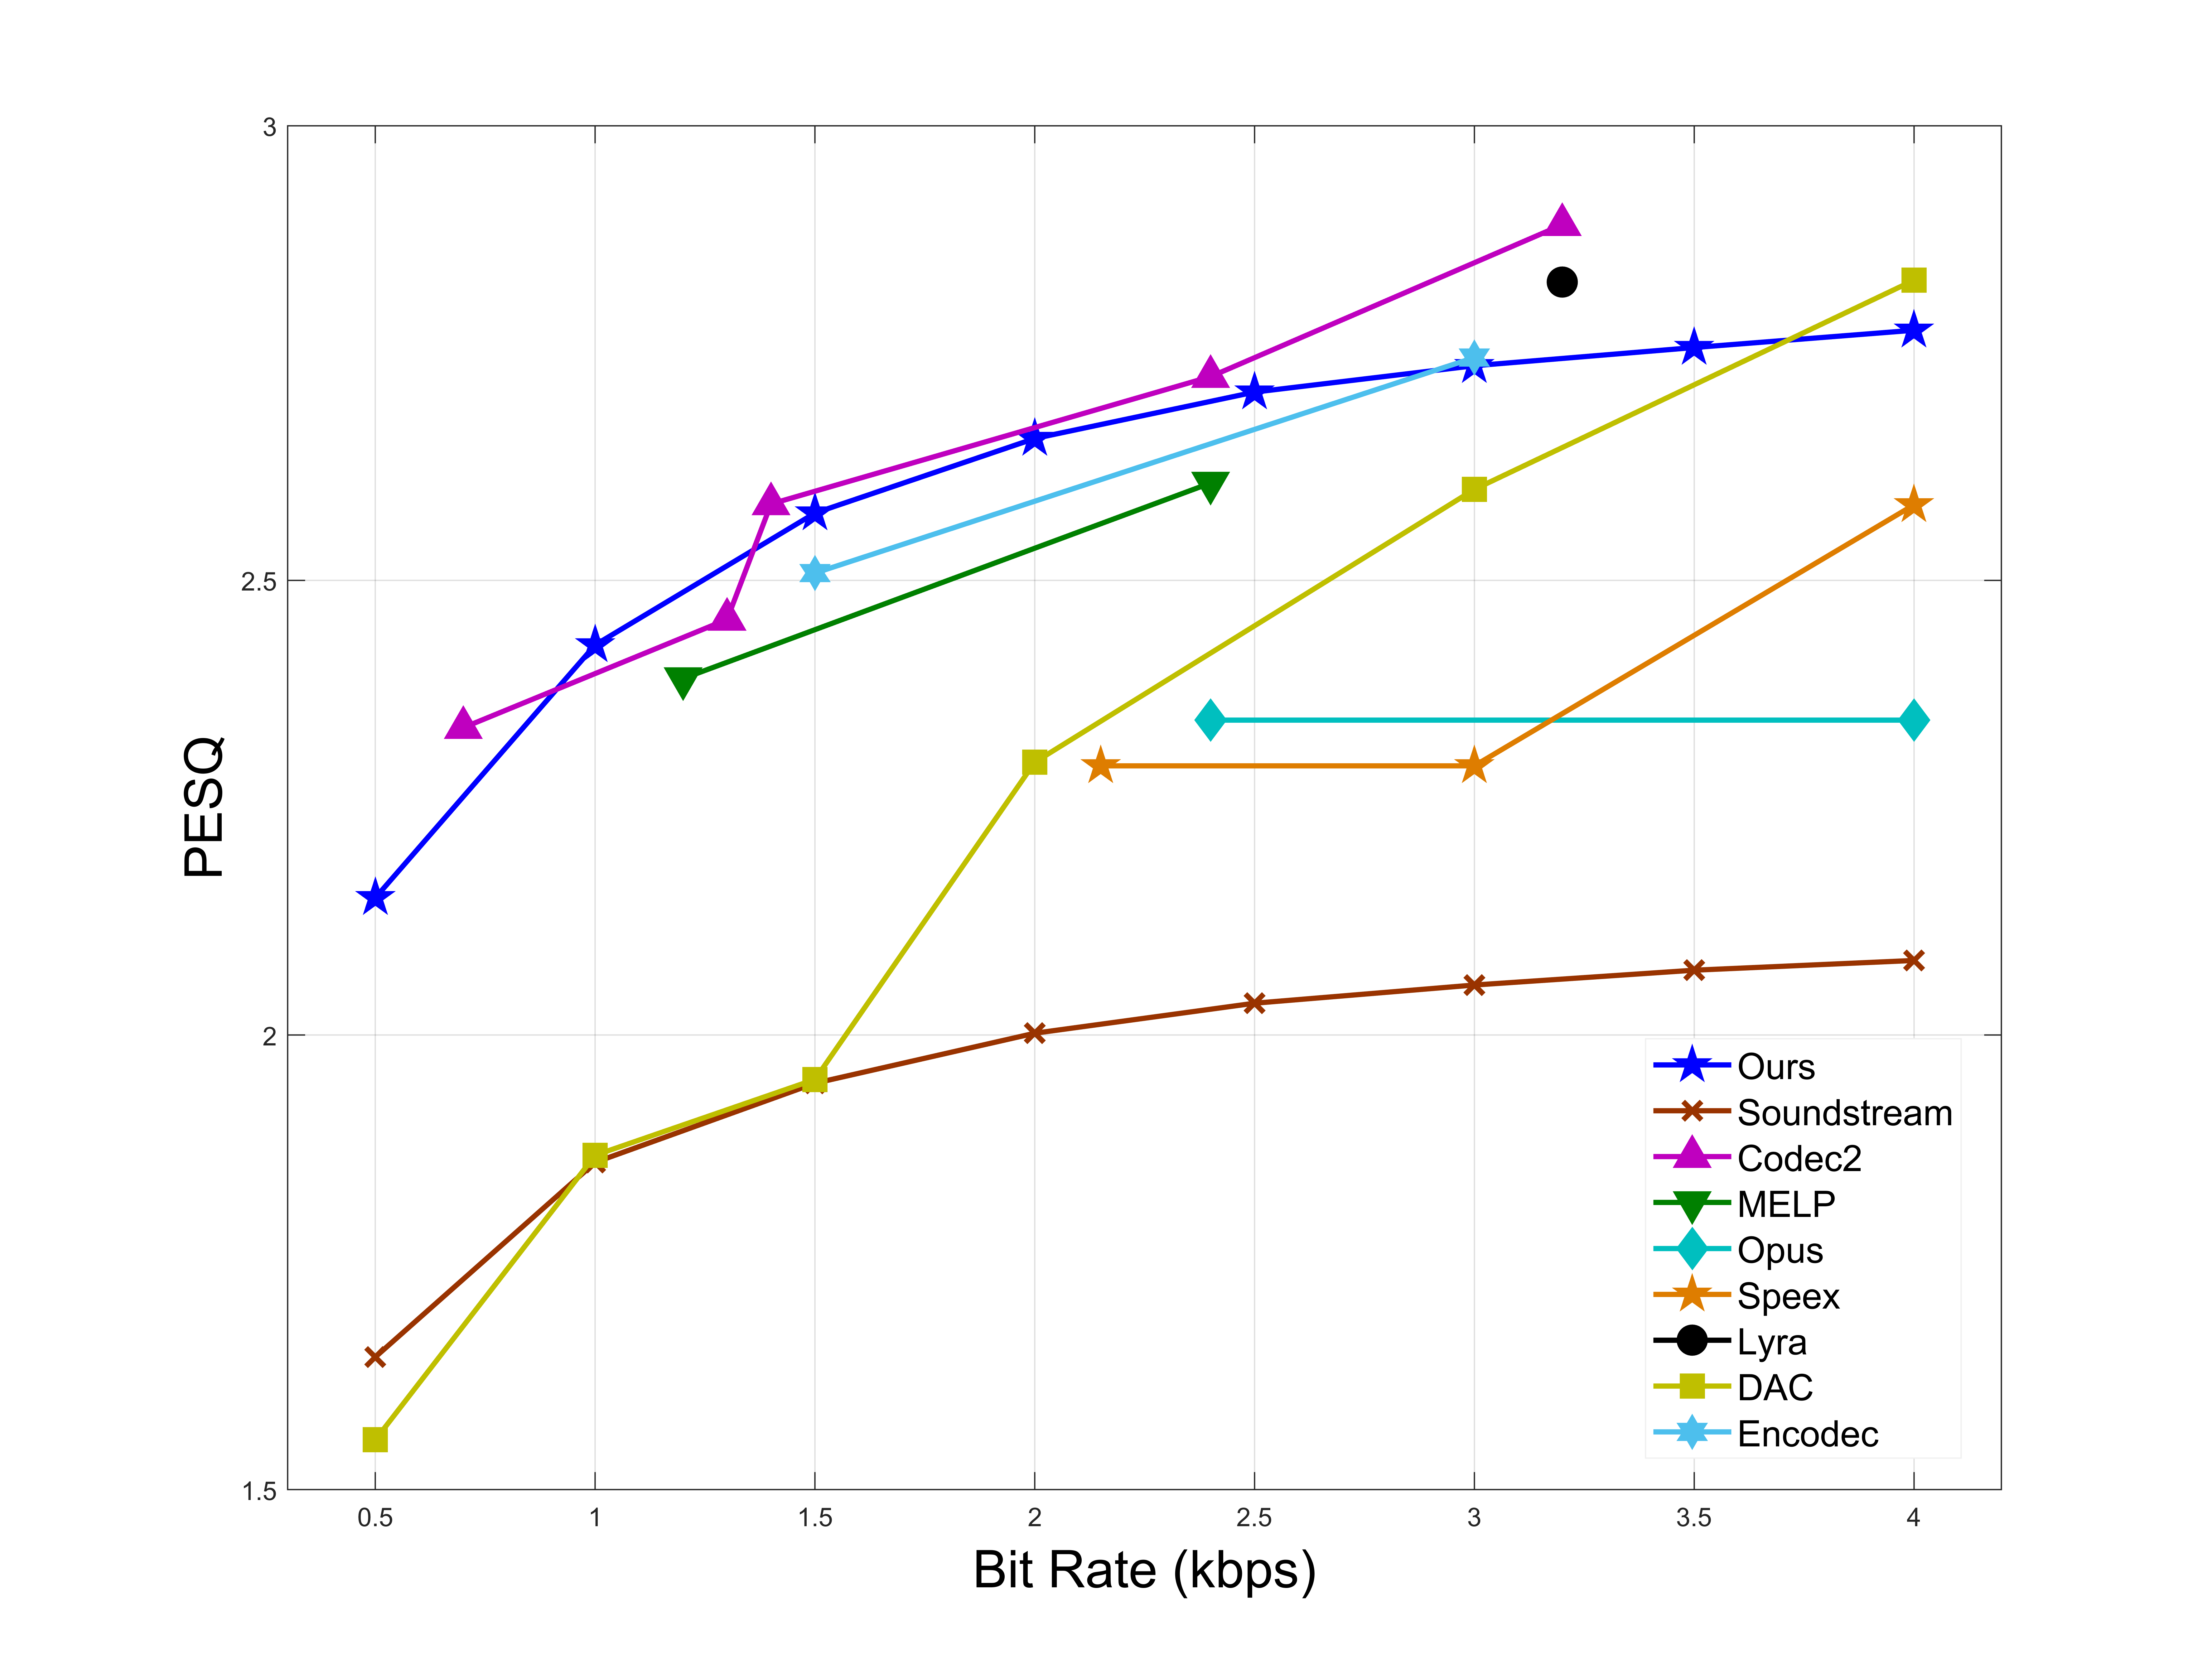 3
2.5
2
1.5
PESQ
0.5 1 1.5 2 2.5 3 3.5 4
Bit Rate (kbps)
Ours
Soundstream
Codec2
MELP
Opus
Speex
Lyra
DAC
Encodec